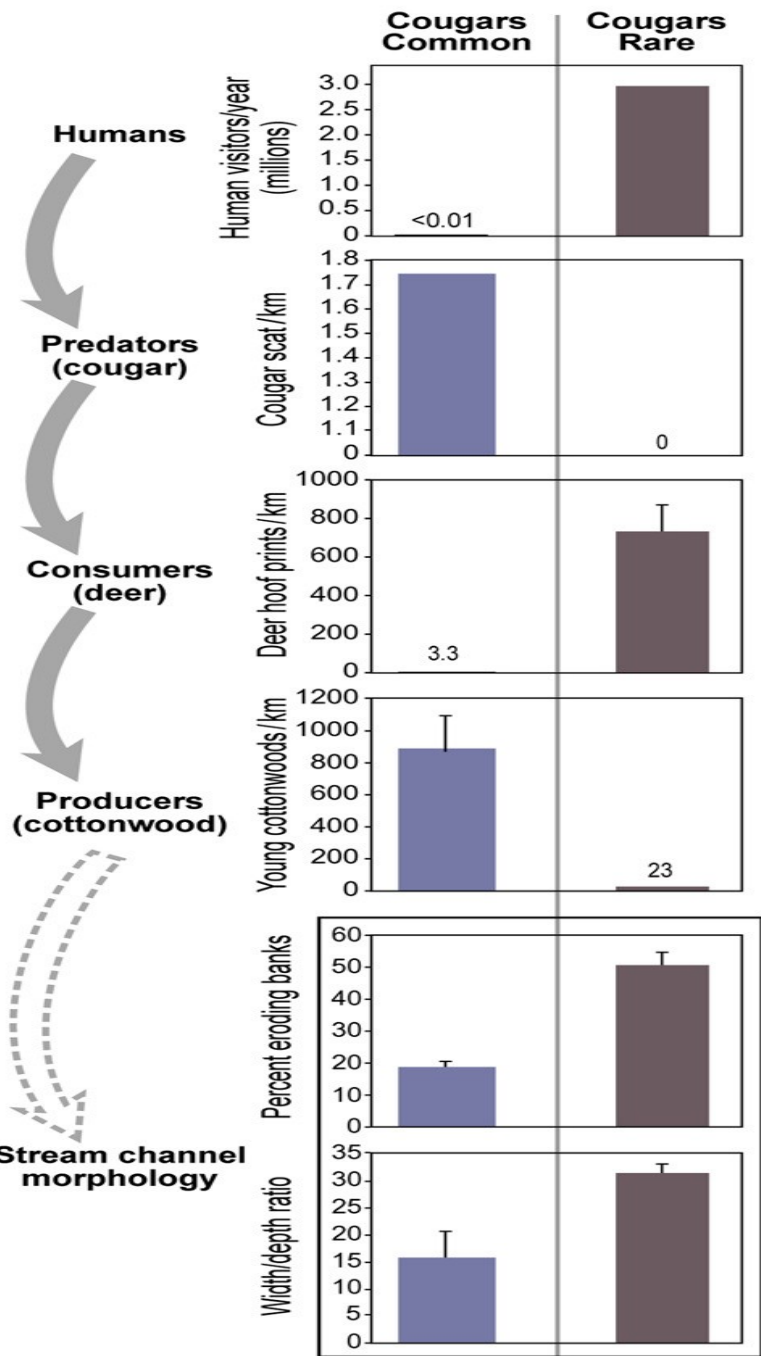 Cougars Common
Cougars Rare
Humans
Human visitors/year
(millions)
3.0
2.5
2.0
1.5
1.0
0.5
0
<0.01
Predators
(cougar)
Cougar scat/km
1.8
1.7
1.6
1.5
1.4
1.3
1.2
1.1
0
0
Consumers
(deer)
Deer hoof prints/km
1000
800
600
400
200
0
3.3
Producers
(cottonwood)
Young cottonwoods/km
1200
1000
800
600
400
200
0
23
Percent eroding banks
60
50
40
30
20
10
0
Stream channel
morphology
Width/depth ratio
35
30
25
20
15
10
5
0